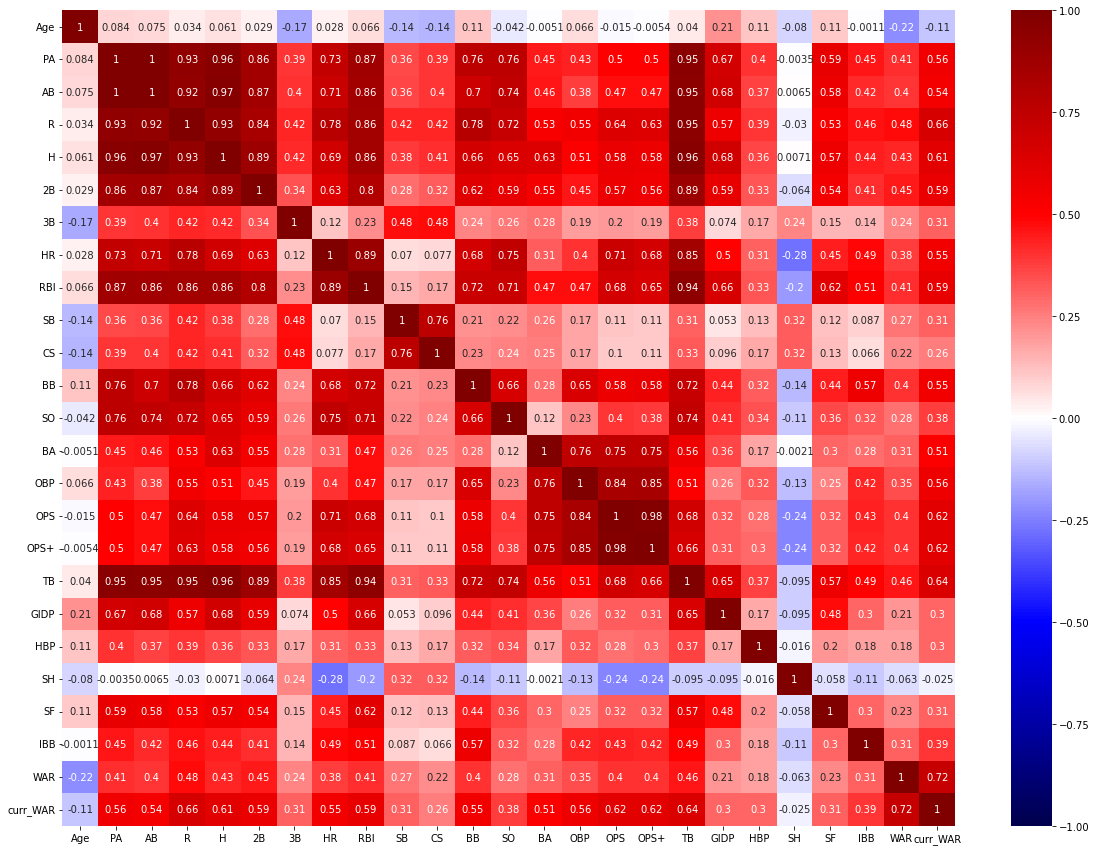 Age 1 0.084 0.075 0.034 0.061 0.029 -0.17 0.028 0.066 -0.14 -0.14 0.11 -0.042 -0.0051 0.066 -0.015 -0.0054 0.04 0.21 0.11 -0.08 0.11 -0.0011 -0.22 -0.11
PA 0.084 1 1 0.93 0.96 0.86 0.39 0.73 0.87 0.36 0.39 0.76 0.76 0.45 0.43 0.5 0.5 0.95 0.67 0.4 -0.0035 0.59 0.45 0.41 0.56
AB 0.075 1 1 0.92 0.97 0.87 0.4 0.71 0.86 0.36 0.4 0.7 0.74 0.46 0.38 0.47 0.47 0.95 0.68 0.37 0.0065 0.58 0.42 0.4 0.54
R 0.034 0.93 0.92 1 0.93 0.84 0.42 0.78 0.86 0.42 0.42 0.78 0.72 0.53 0.55 0.64 0.63 0.95 0.57 0.39 -0.03 0.53 0.46 0.48 0.66
H 0.061 0.96 0.97 0.93 1 0.89 0.42 0.69 0.86 0.38 0.41 0.66 0.65 0.63 0.51 0.58 0.58 0.96 0.68 0.36 0.0071 0.57 0.44 0.43 0.61
2B 0.029 0.86 0.87 0.84 0.89 1 0.34 0.63 0.8 0.28 0.32 0.62 0.59 0.55 0.45 0.57 0.56 0.89 0.59 0.33 -0.064 0.54 0.41 0.45 0.59
3B -0.17 0.39 0.4 0.42 0.42 0.34 1 0.12 0.23 0.48 0.48 0.24 0.26 0.28 0.19 0.2 0.19 0.38 0.074 0.17 0.24 0.15 0.14 0.24 0.31
HR 0.028 0.73 0.71 0.78 0.69 0.63 0.12 1 0.89 0.07 0.077 0.68 0.75 0.31 0.4 0.71 0.68 0.85 0.5 0.31 -0.28 0.45 0.49 0.38 0.55
RBI 0.066 0.87 0.86 0.86 0.86 0.8 0.23 0.89 1 0.15 0.17 0.72 0.71 0.47 0.47 0.68 0.65 0.94 0.66 0.33 -0.2 0.62 0.51 0.41 0.59
SB -0.14 0.36 0.36 0.42 0.38 0.28 0.48 0.07 0.15 1 0.76 0.21 0.22 0.26 0.17 0.11 0.11 0.31 0.053 0.13 0.32 0.12 0.087 0.27 0.31
CS -0.14 0.39 0.4 0.42 0.41 0.32 0.48 0.077 0.17 0.76 1 0.23 0.24 0.25 0.17 0.1 0.11 0.33 0.096 0.17 0.32 0.13 0.066 0.22 0.26
BB 0.11 0.76 0.7 0.78 0.66 0.62 0.24 0.68 0.72 0.21 0.23 1 0.66 0.28 0.65 0.58 0.58 0.72 0.44 0.32 -0.14 0.44 0.57 0.4 0.55
SO -0.042 0.76 0.74 0.72 0.65 0.59 0.26 0.75 0.71 0.22 0.24 0.66 1 0.12 0.23 0.4 0.38 0.74 0.41 0.34 -0.11 0.36 0.32 0.28 0.38
BA -0.0051 0.45 0.46 0.53 0.63 0.55 0.28 0.31 0.47 0.26 0.25 0.28 0.12 1 0.76 0.75 0.75 0.56 0.36 0.17 -0.0021 0.3 0.28 0.31 0.51
OBP 0.066 0.43 0.38 0.55 0.51 0.45 0.19 0.4 0.47 0.17 0.17 0.65 0.23 0.76 1 0.84 0.85 0.51 0.26 0.32 -0.13 0.25 0.42 0.35 0.56
OPS -0.015 0.5 0.47 0.64 0.58 0.57 0.2 0.71 0.68 0.11 0.1 0.58 0.4 0.75 0.84 1 0.98 0.68 0.32 0.28 -0.24 0.32 0.43 0.4 0.62
OPS+ -0.0054 0.5 0.47 0.63 0.58 0.56 0.19 0.68 0.65 0.11 0.11 0.58 0.38 0.75 0.85 0.98 1 0.66 0.31 0.3 -0.24 0.32 0.42 0.4 0.62
TB 0.04 0.95 0.95 0.95 0.96 0.89 0.38 0.85 0.94 0.31 0.33 0.72 0.74 0.56 0.51 0.68 0.66 1 0.65 0.37 -0.095 0.57 0.49 0.46 0.64
GIDP 0.21 0.67 0.68 0.57 0.68 0.59 0.074 0.5 0.66 0.053 0.096 0.44 0.41 0.36 0.26 0.32 0.31 0.65 1 0.17 -0.095 0.48 0.3 0.21 0.3
HBP 0.11 0.4 0.37 0.39 0.36 0.33 0.17 0.31 0.33 0.13 0.17 0.32 0.34 0.17 0.32 0.28 0.3 0.37 0.17 1 -0.016 0.2 0.18 0.18 0.3
SH -0.08 -0.0035 0.0065 -0.03 0.0071 -0.064 0.24 -0.28 -0.2 0.32 0.32 -0.14 -0.11 -0.0021 -0.13 -0.24 -0.24 -0.095 -0.095 -0.016 1 -0.058 -0.11 -0.063 -0.025
SF 0.11 0.59 0.58 0.53 0.57 0.54 0.15 0.45 0.62 0.12 0.13 0.44 0.36 0.3 0.25 0.32 0.32 0.57 0.48 0.2 -0.058 1 0.3 0.23 0.31
IBB -0.0011 0.45 0.42 0.46 0.44 0.41 0.14 0.49 0.51 0.087 0.066 0.57 0.32 0.28 0.42 0.43 0.42 0.49 0.3 0.18 -0.11 0.3 1 0.31 0.39
WAR -0.22 0.41 0.4 0.48 0.43 0.45 0.24 0.38 0.41 0.27 0.22 0.4 0.28 0.31 0.35 0.4 0.4 0.46 0.21 0.18 -0.063 0.23 0.31 1 0.72
curr_WAR -0.11 0.56 0.54 0.66 0.61 0.59 0.31 0.55 0.59 0.31 0.26 0.55 0.38 0.51 0.56 0.62 0.62 0.64 0.3 0.3 -0.025 0.31 0.39 0.72 1
Age PA AB R H 2B 3B HR RBI SB CS BB SO BA OBP OPS OPS+ TB GIDP HBP SH SF IBB WAR curr_WAR
1.00
0.75
0.50
0.25
0.00
−0.25
−0.50
−0.75
−1.00